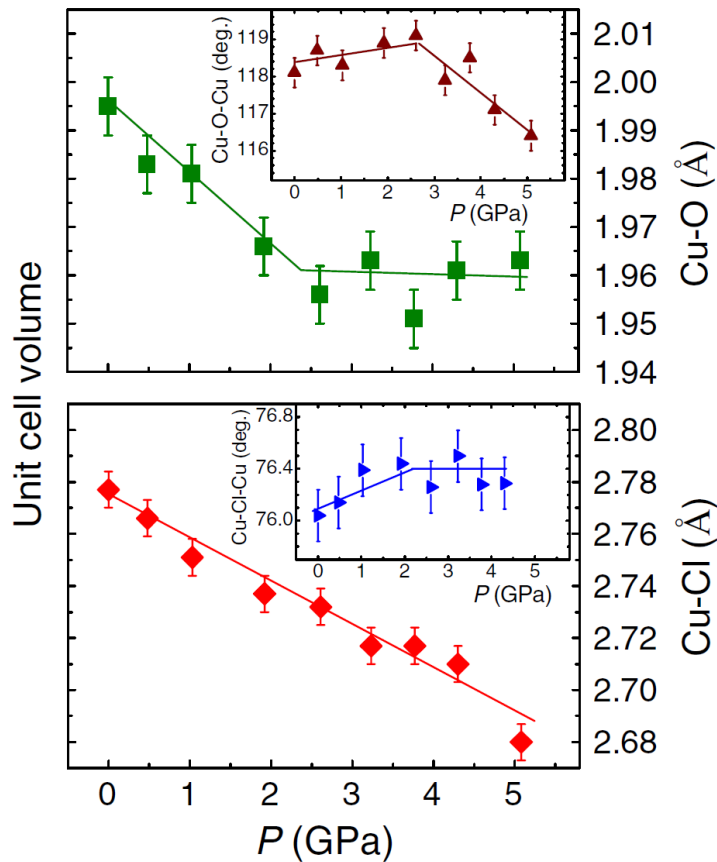 Unit cell volume
Cu-O-Cu (deg.)
119
118
117
116
0 1 2 3 4 5
P (GPa)
2.01
2.00
1.99
1.98
1.97
1.96
1.95
1.94
Cu-O (Å)
Cu-Cl-Cu (deg.)
76.8
76.4
76.0
0 1 2 3 4 5
P (GPa)
2.80
2.78
2.76
2.74
2.72
2.70
2.68
Cu-Cl (Å)
0 1 2 3 4 5
P (GPa)